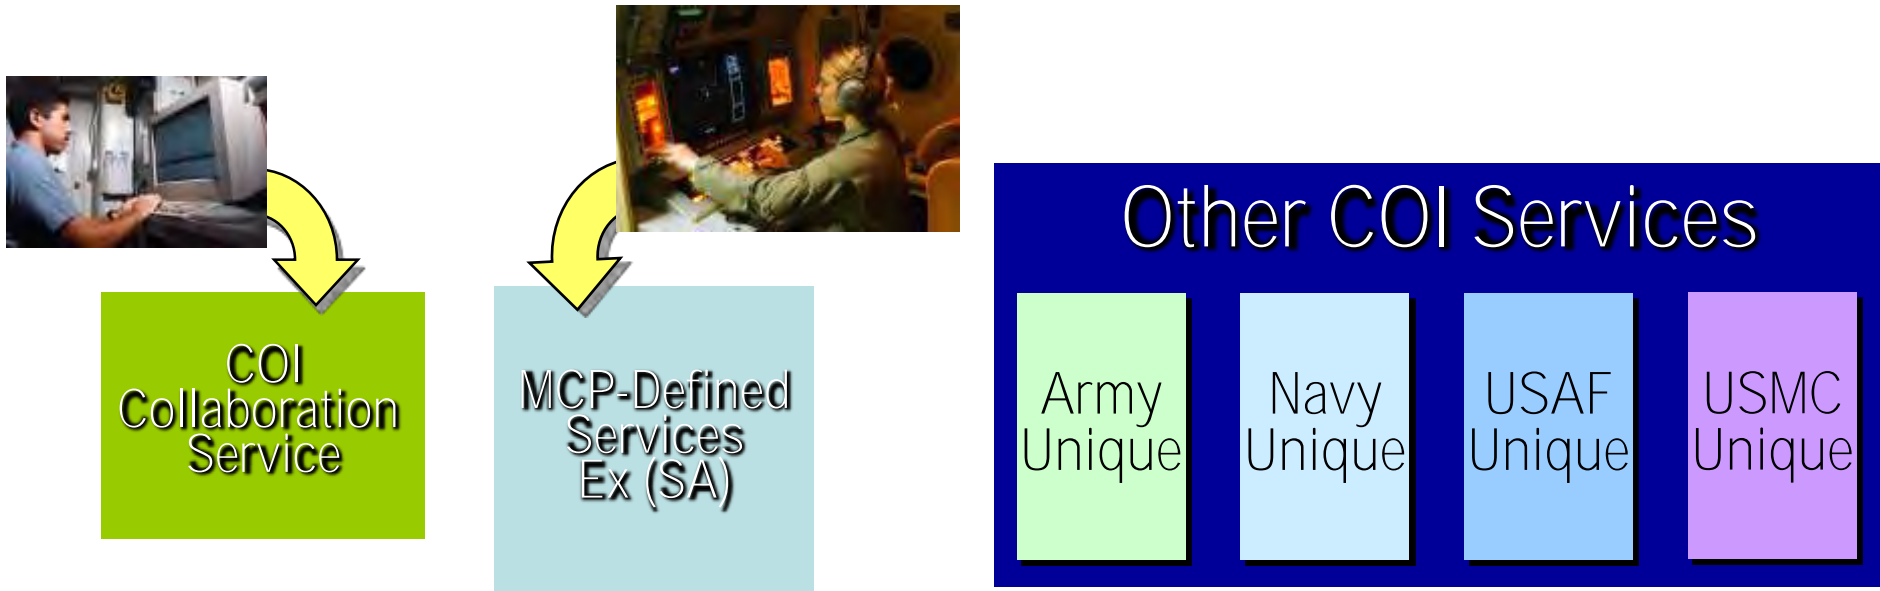 COI
Collaboration
Service
MCP-Defined
Services
Ex (SA)
Other COI Services
Army
Unique
Navy
Unique
USAF
Unique
USMC
Unique